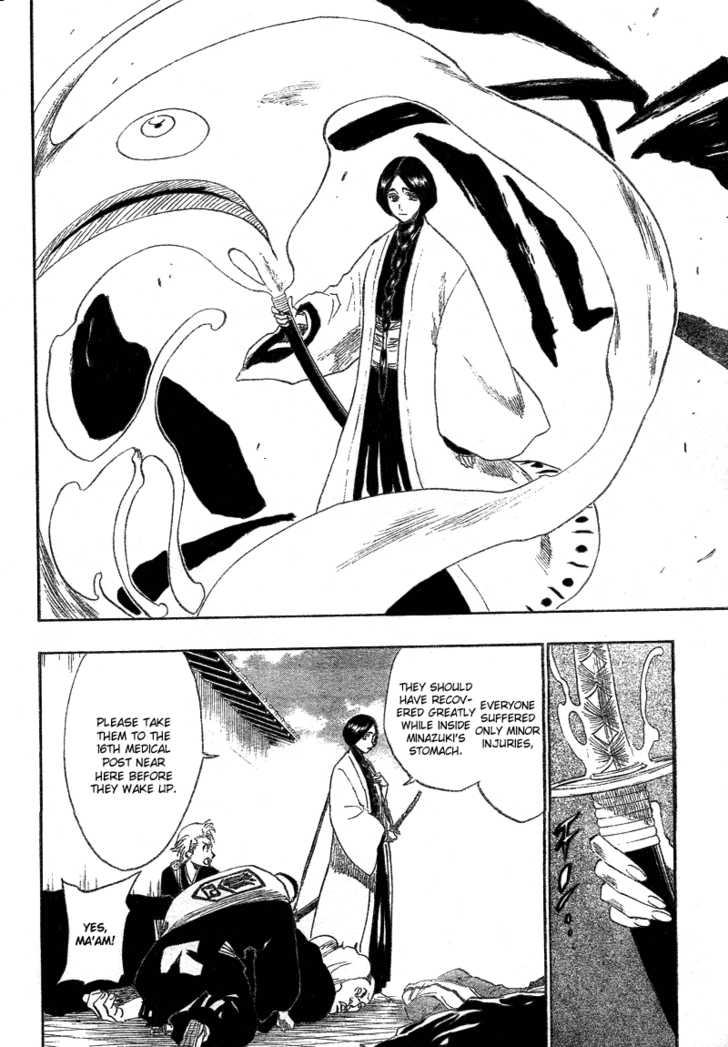 EVERYONE
SUFFERED
ONLY MINOR
INJURIES,
THEY SHOULD
HAVE RECOV-
ERED GREATLY
WHILE INSIDE
MINAZUKI'S
STOMACH.
PLEASE TAKE
THEM TO THE
16TH MEDICAL
POST NEAR
HERE BEFORE
THEY WAKE UP.
YES,
MA'AM!